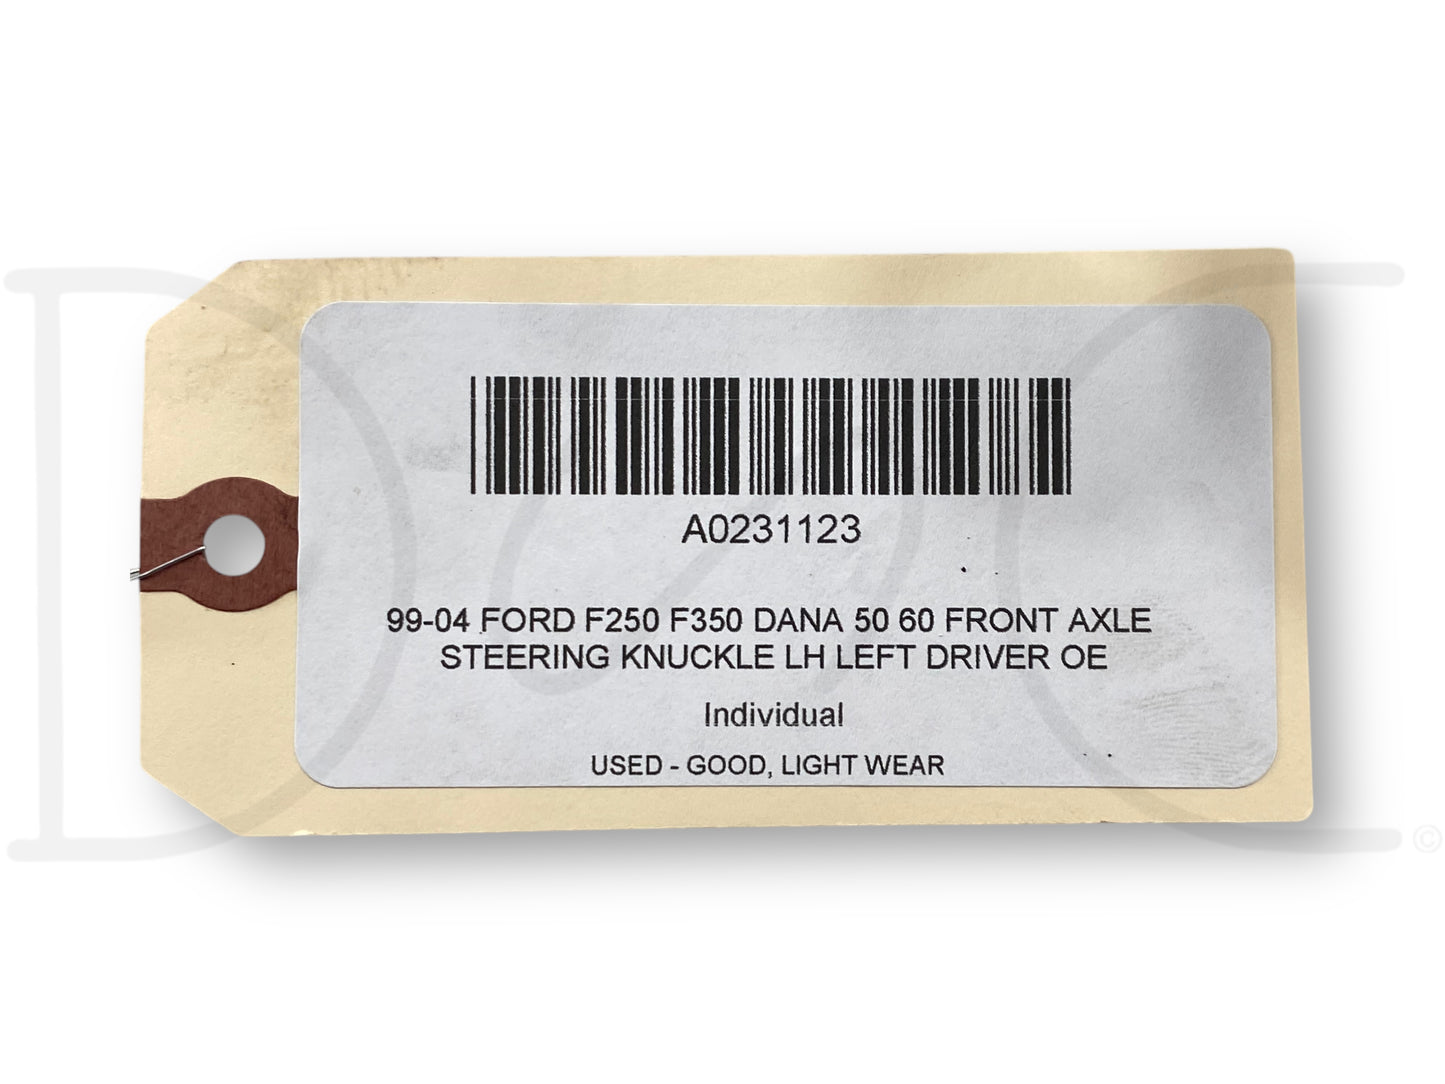 A0231123
99-04 FORD F250 F350 DANA 50 60 FRONT AXLE
STEERING KNUCKLE LH LEFT DRIVER OE
Individual
USED - GOOD, LIGHT WEAR
©